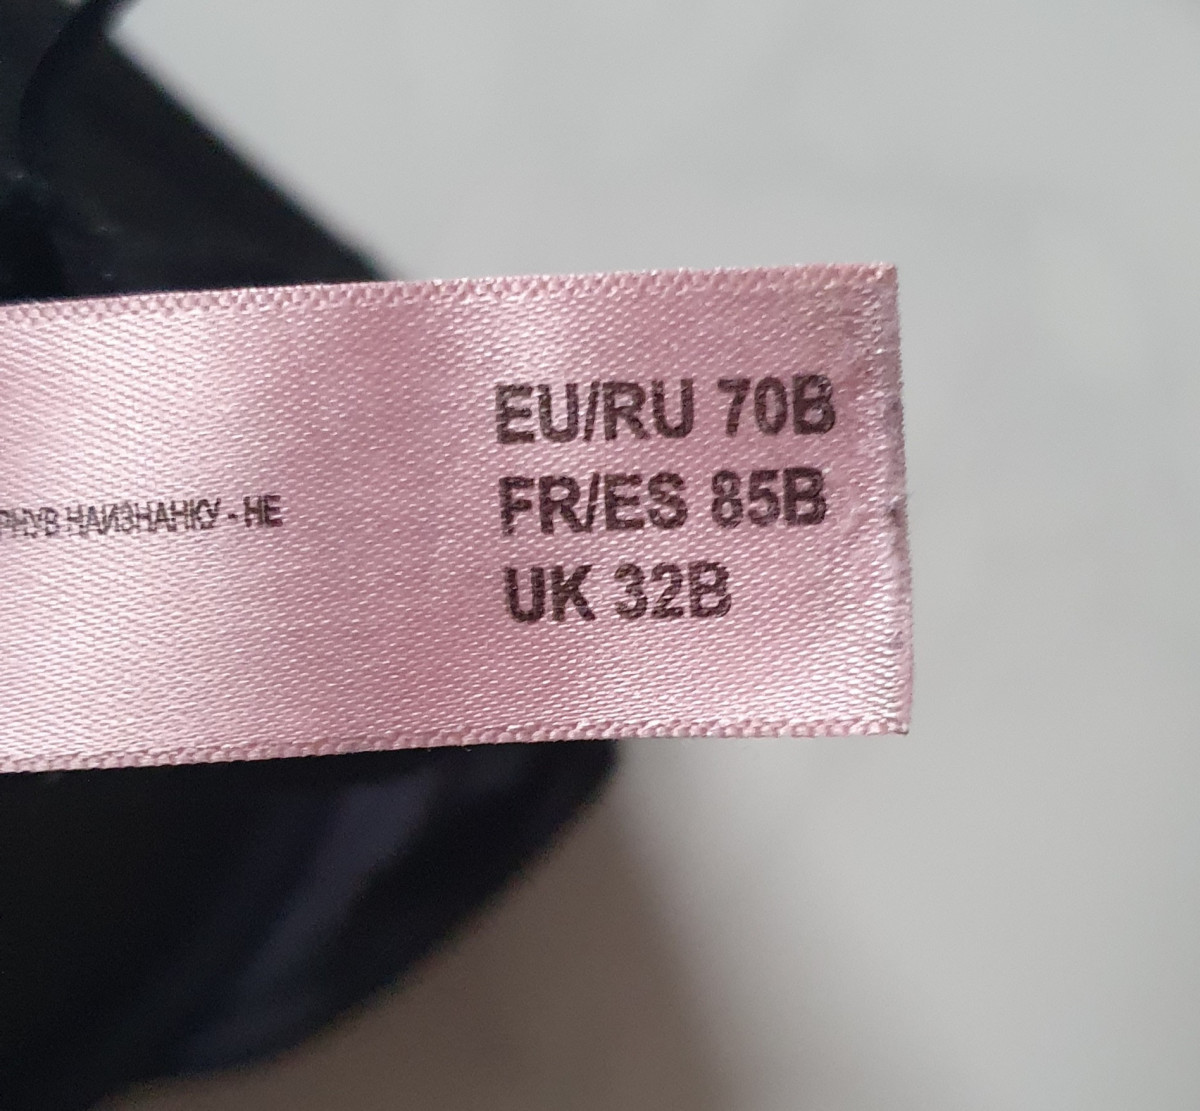 НАИЗНАНКУ - НЕ
EU/RU 70B
FR/ES 85B
UK 32B